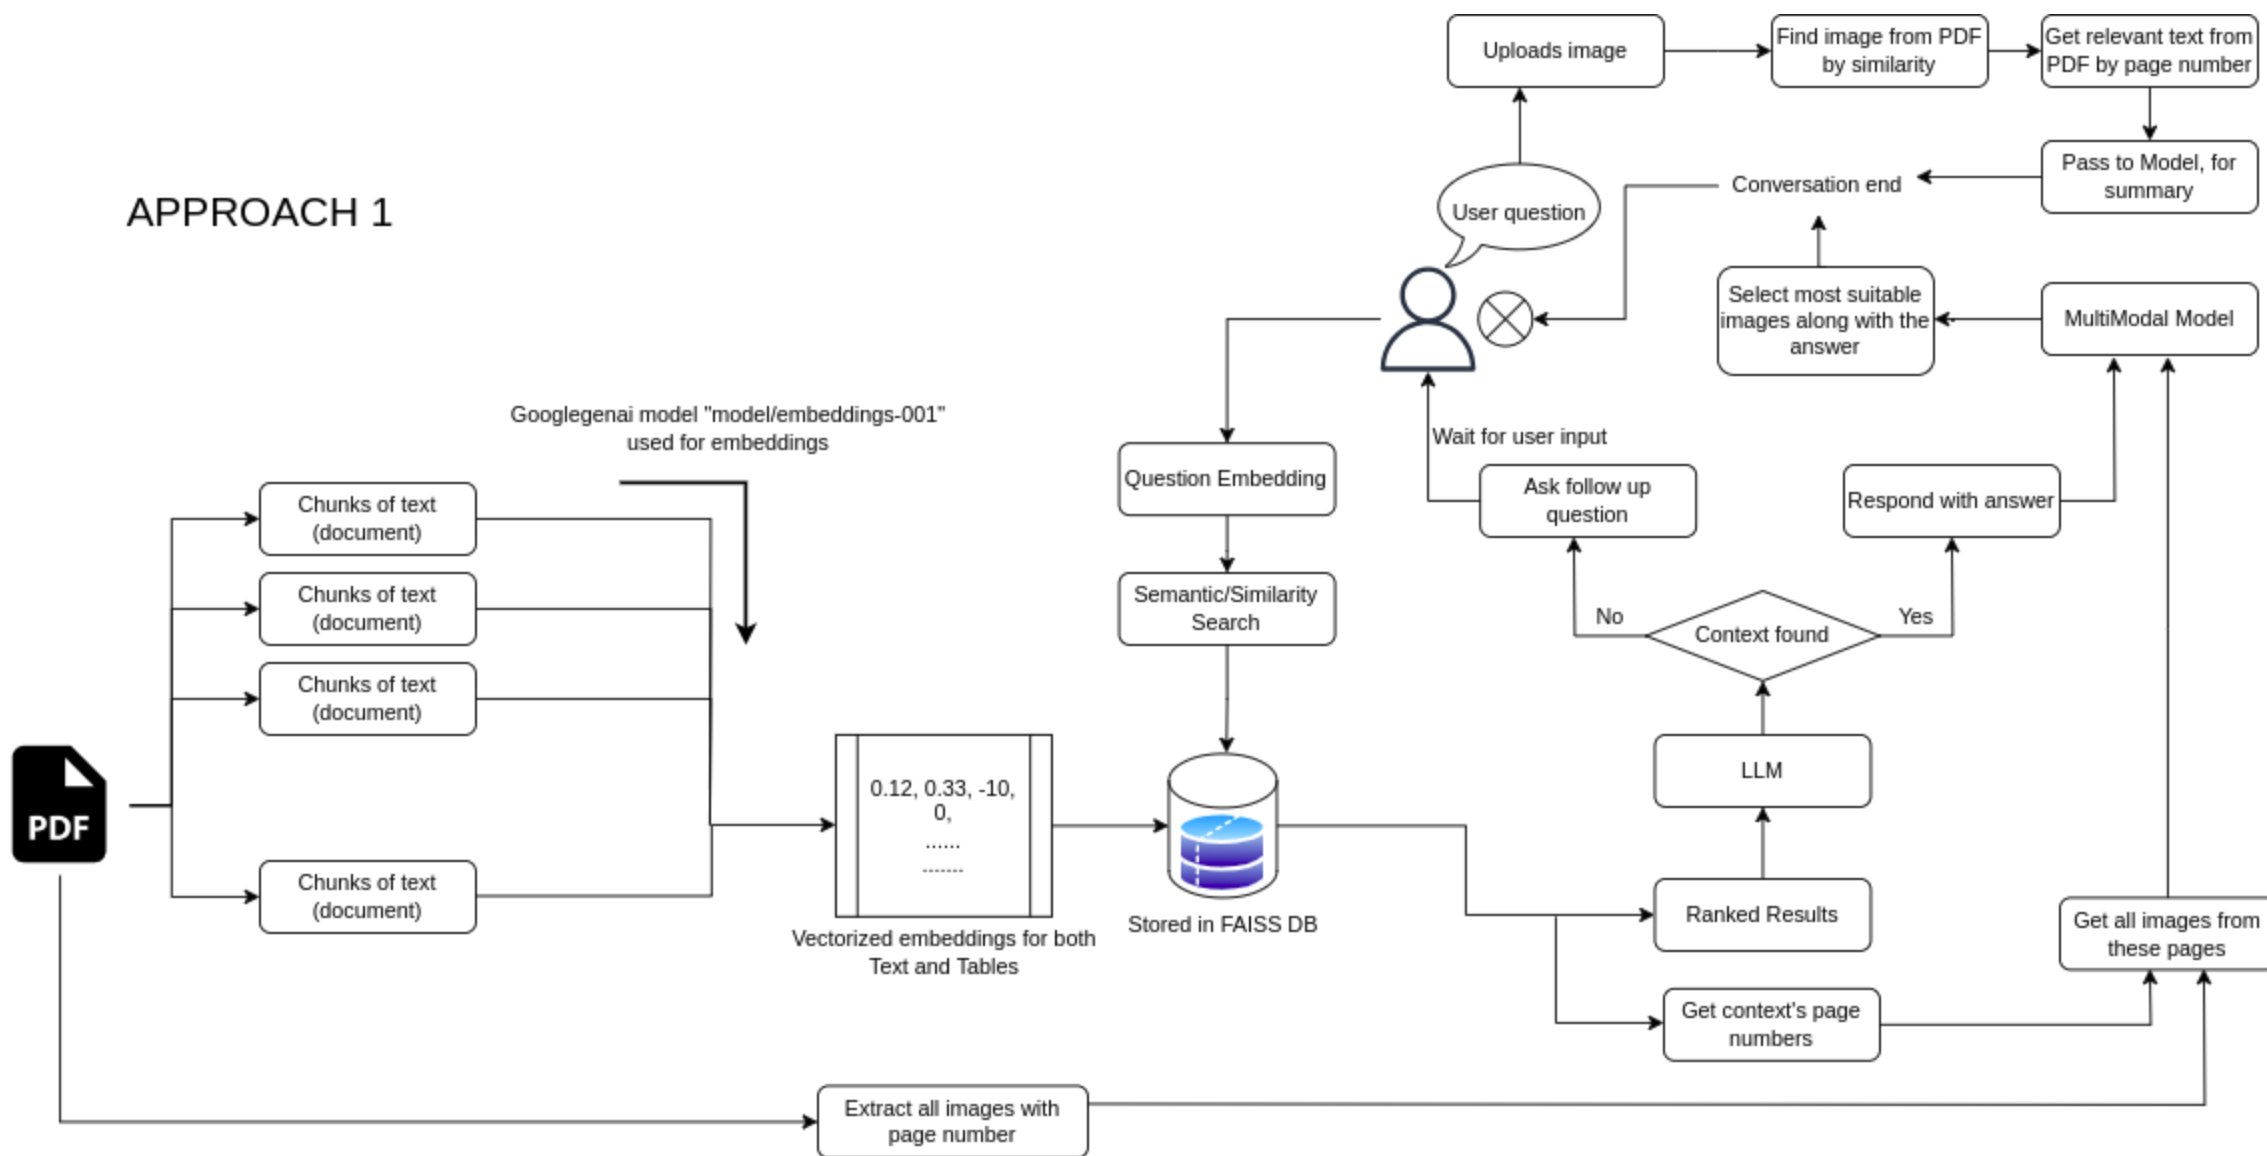 Uploads image
Find image from PDF
by similarity
Get relevant text from
PDF by page number
Pass to Model, for
summary
Conversation end
User question
APPROACH 1
Select most suitable
images along with the
answer
MultiModal Model
Googlegenai model "model/embeddings-001"
used for embeddings
Wait for user input
Question Embedding
Ask follow up
question
Respond with answer
Chunks of text
(document)
Chunks of text
(document)
Chunks of text
(document)
Chunks of text
(document)
Semantic/Similarity
Search
No
Yes
Context found
LLM
PDF
0.12, 0.33, -10,
0,
......
-------
Vectorized embeddings for both
Text and Tables
Stored in FAISS DB
Ranked Results
Get all images from
these pages
Get context's page
numbers
Extract all images with
page number